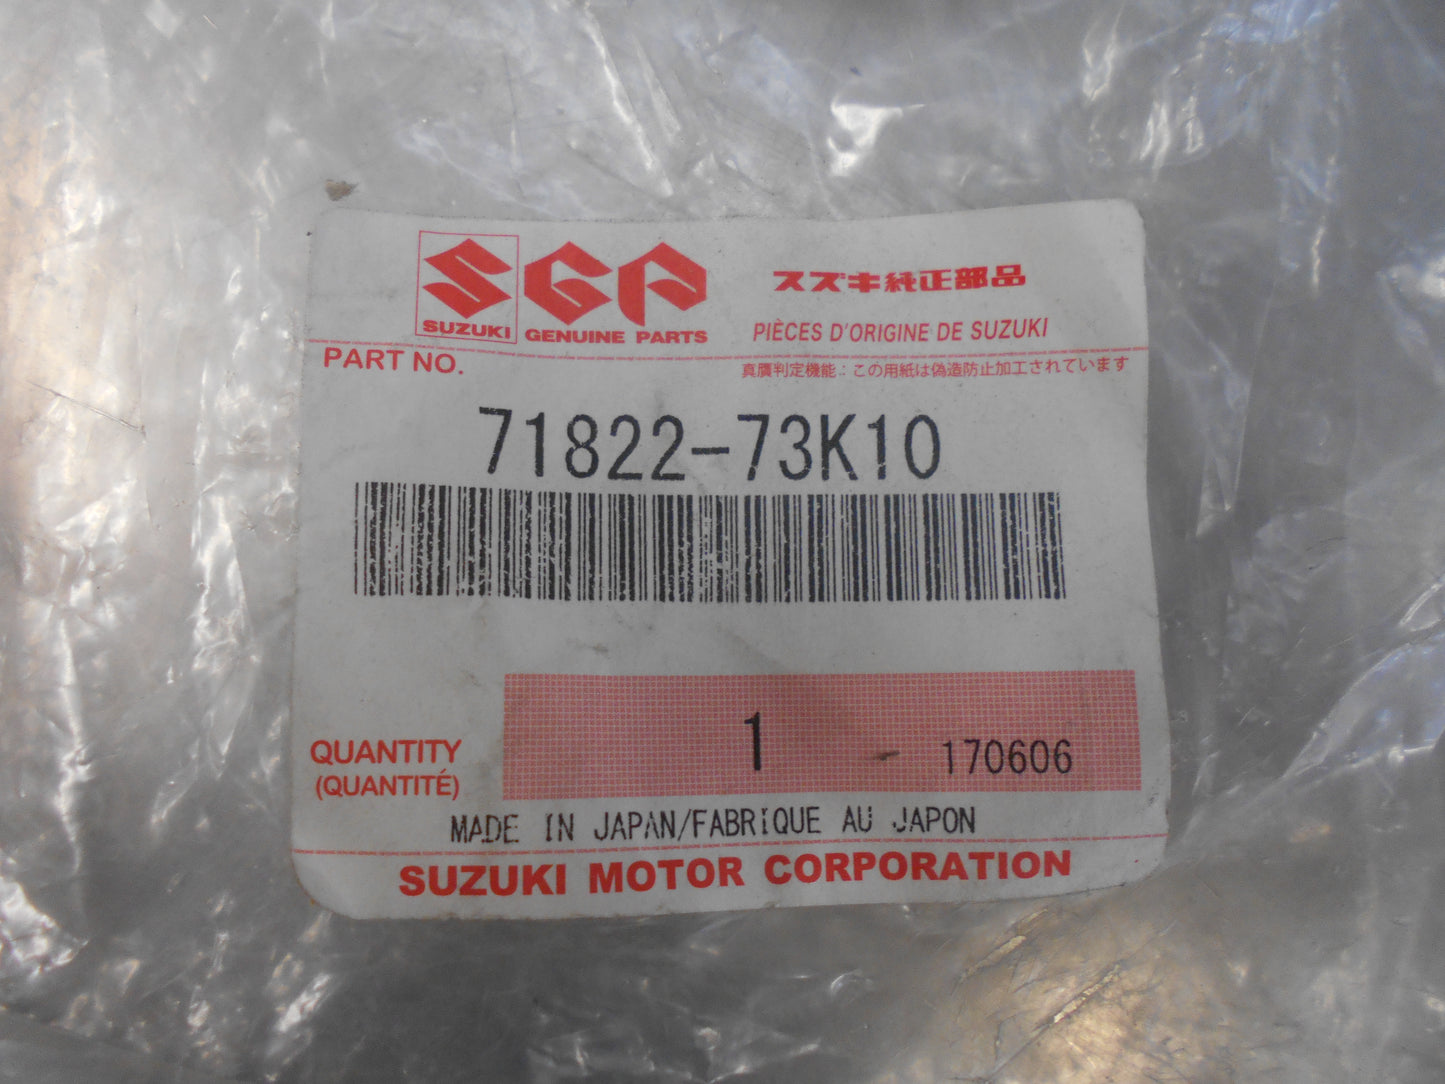 SGP
SUZUKI GENUINE PARTS
スズキ純正部品
PIÈCES D'ORIGINE DE SUZUKI
PART NO.
真贋判定機能：この用紙は偽造防止加工されています
71822-73K10
1
170606
QUANTITY
(QUANTITÉ)
MADE IN JAPAN/FABRIQUE AU JAPON
SUZUKI MOTOR CORPORATION